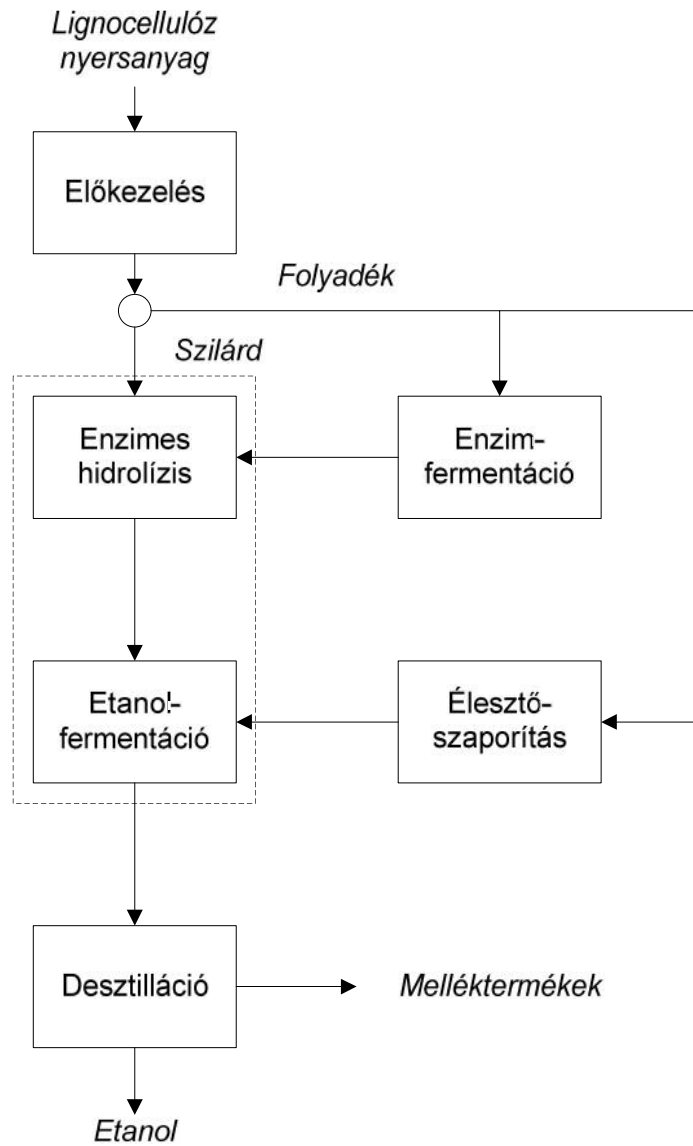 Lignocellulóz
nyersanyag
Előkezelés
Folyadék
Szilárd
Enzimes
hidrolízis
Enzim-
fermentáció
Etanol-
fermentáció
Élesztő-
szaporítás
Desztilláció
Melléktermékek
Etanol